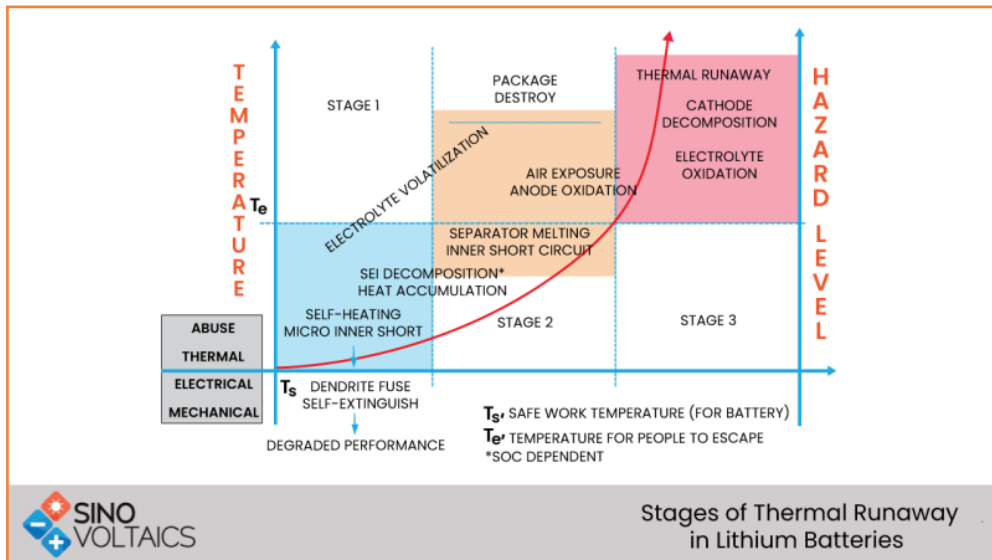 TEMPERATURE
HAZARD LEVEL
STAGE 1
PACKAGE
DESTROY
THERMAL RUNAWAY
CATHODE
DECOMPOSITION
ELECTROLYTE
OXIDATION
ELECTROLYTE VOLATILIZATION
AIR EXPOSURE
ANODE OXIDATION
Te
SEPARATOR MELTING
INNER SHORT CIRCUIT
SEI DECOMPOSITION*
HEAT ACCUMULATION
SELF-HEATING
MICRO INNER SHORT
STAGE 2
STAGE 3
ABUSE
THERMAL
ELECTRICAL
MECHANICAL
Ts
DENDRITE FUSE
SELF-EXTINGUISH
DEGRADED PERFORMANCE
Ts, SAFE WORK TEMPERATURE (FOR BATTERY)
Te, TEMPERATURE FOR PEOPLE TO ESCAPE
*SOC DEPENDENT
SINO
VOLTAICS
Stages of Thermal Runaway
in Lithium Batteries